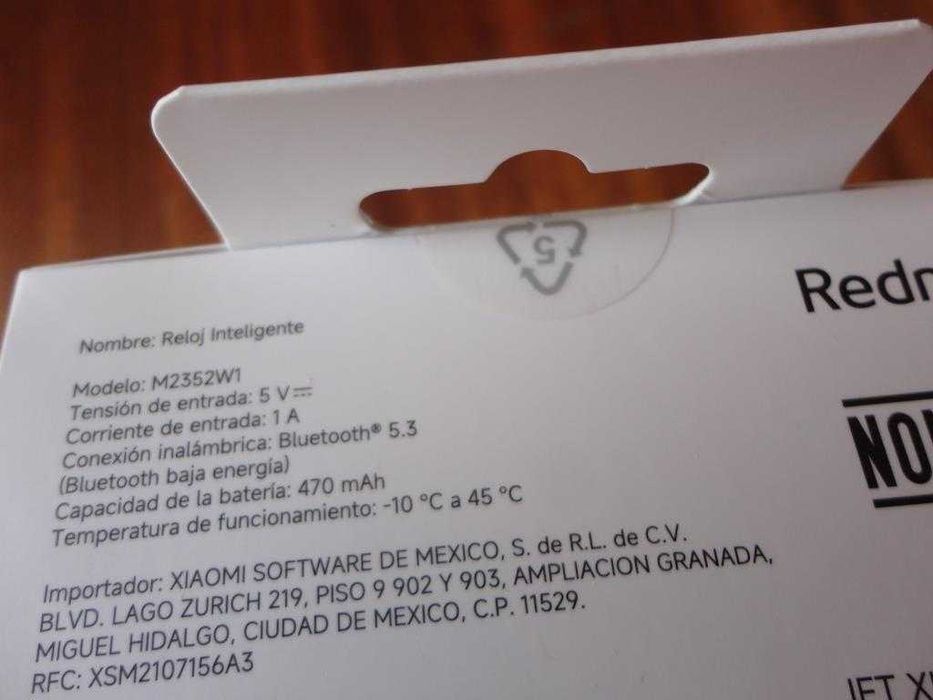 5
Nombre: Reloj Inteligente
Modelo: M2352W1
Tensión de entrada: 5 V⎓
Corriente de entrada: 1 A
Conexión inalámbrica: Bluetooth® 5.3
(Bluetooth baja energía)
Capacidad de la batería: 470 mAh
Temperatura de funcionamiento: -10 °C a 45 °C
Importador: XIAOMI SOFTWARE DE MEXICO, S. de R.L. de C.V.
BLVD. LAGO ZURICH 219, PISO 9 902 Y 903, AMPLIACION GRANADA,
MIGUEL HIDALGO, CIUDAD DE MEXICO, C.P. 11529.
RFC: XSM2107156A3